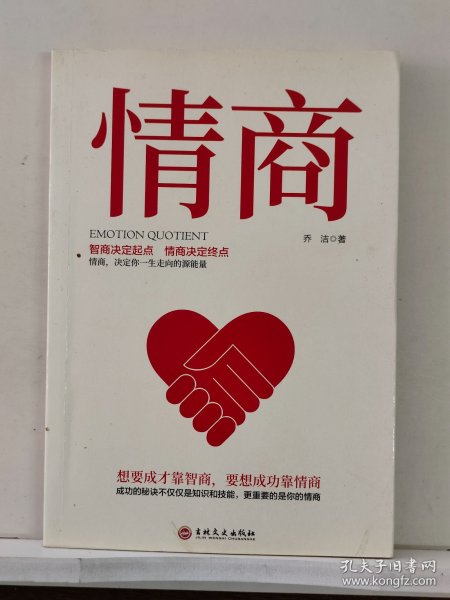 情商
EMOTION QUOTIENT
乔 洁◎著
智商决定起点 情商决定终点
情商，决定你一生走向的源能量
想要成才靠智商，要想成功靠情商
成功的秘诀不仅仅是知识和技能，更重要的是你的情商
吉林文史出版社
JILIN WENSHI CHUBANSHE
孔夫子旧书网
www.kongfz.com